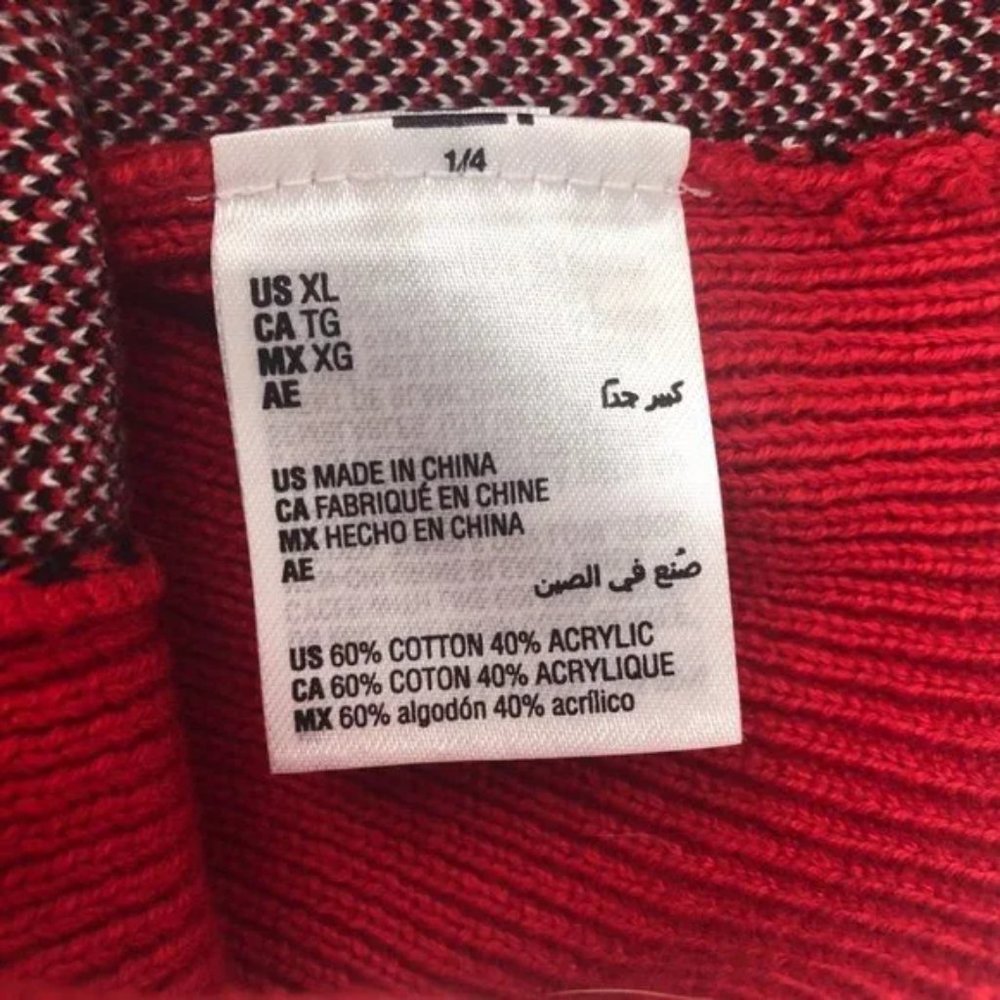 1/4
US XL
CA TG
MX XG
AE كبير جداً
US MADE IN CHINA
CA FABRIQUÉ EN CHINE
MX HECHO EN CHINA
AE صُنع في الصين
US 60% COTTON 40% ACRYLIC
CA 60% COTON 40% ACRYLIQUE
MX 60% algodón 40% acrílico